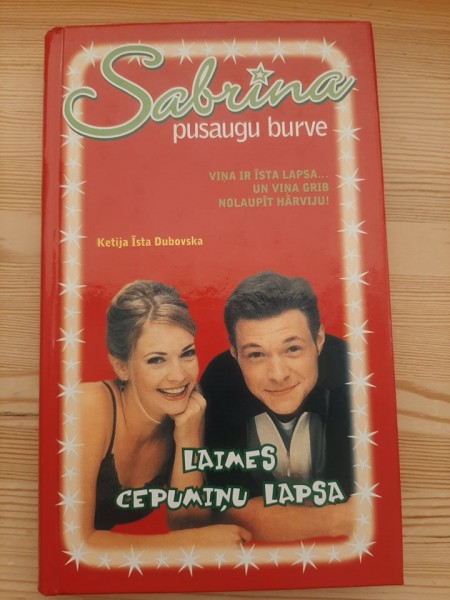 Sabrina
pusaugu burve
VIŅA IR ĪSTA LAPSA...
UN VIŅA GRIB
NOLAUPĪT HĀRVIJU!
Ketija Īsta Dubovska
LAIMES
CEPUMIŅU LAPSA